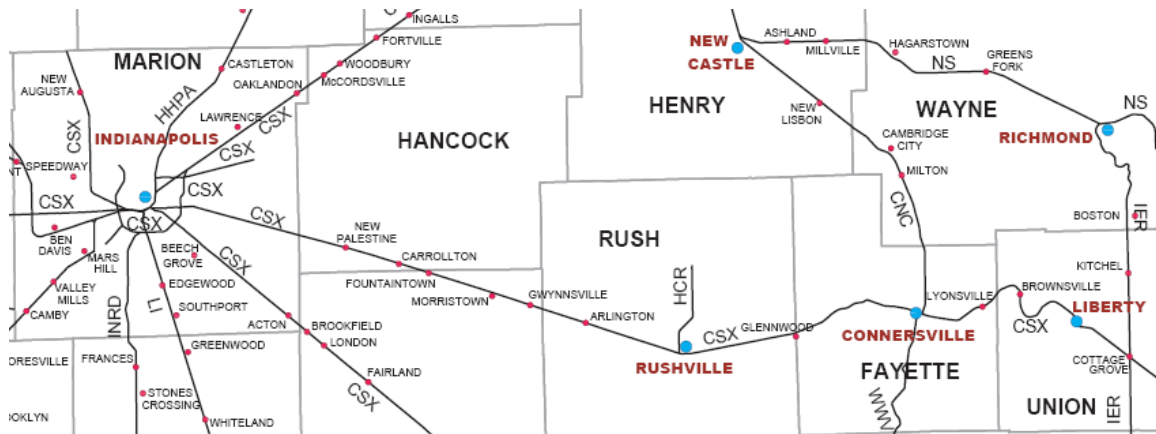 INGALLS
FORTVILLE
WOODBURY
McCORDSVILLE
OAKLANDON
MARION
CASTLETON
NEW
AUGUSTA
HHPA
CSX
LAWRENCE
CSX
INDIANAPOLIS
CSX
SPEEDWAY
CSX
CSX
CSX
BEN
DAVIS
MARS
HILL
BEECH
GROVE
CSX
CSX
VALLEY
MILLS
CAMBY
EDGEWOOD
SOUTHPORT
INRD
LI
ACTON
BROOKFIELD
LONDON
GREENWOOD
FRANCES
FAIRLAND
CSX
STONES
CROSSING
WHITELAND
ORESVILLE
OKLYN
HANCOCK
NEW
PALESTINE
CARROLLTON
FOUNTAINTOWN
MORRISTOWN
GWYNNSVILLE
ARLINGTON
RUSH
HCR
CSX
RUSHVILLE
GLENNWOOD
NEW
CASTLE
HENRY
ASHLAND
MILLVILLE
HAGARSTOWN
GREENS
FORK
NS
NS
WAYNE
RICHMOND
NEW
LISBON
CAMBRIDGE
CITY
MILTON
CNC
BOSTON
IER
KITCHEL
LYONSVILLE
BROWNSVILLE
LIBERTY
CSX
CONNERSVILLE
FAYETTE
WWV
COTTAGE
GROVE
UNION
IER